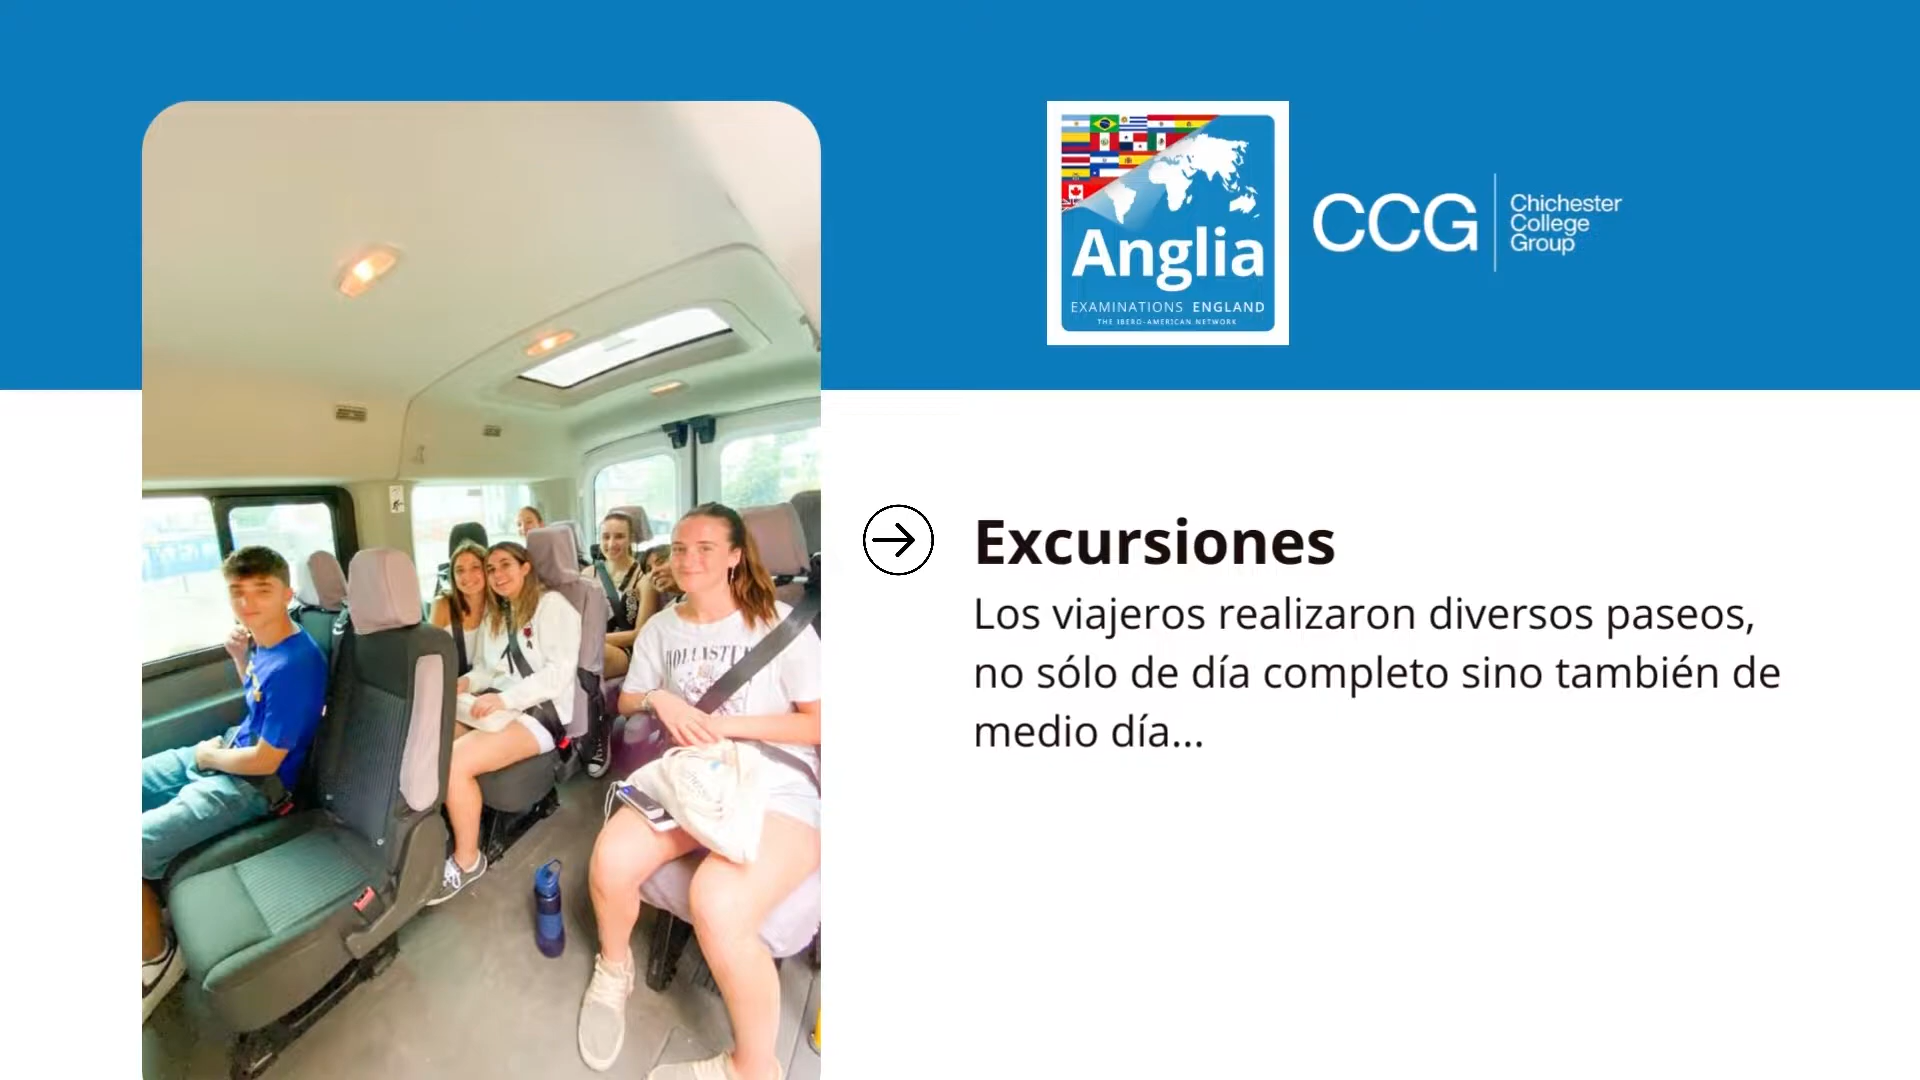 Anglia
EXAMINATIONS ENGLAND
THE IBERO-AMERICAN NETWORK
CCG
Chichester
College
Group
Excursiones
Los viajeros realizaron diversos paseos,
no sólo de día completo sino también de
medio día...